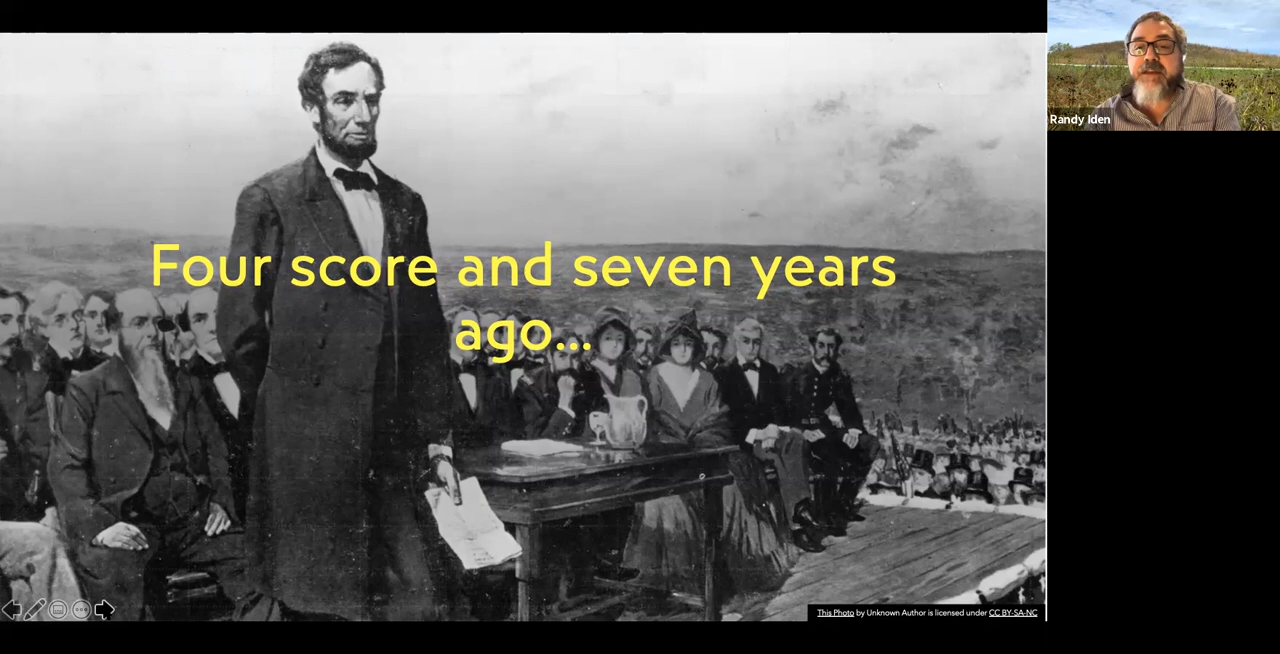 Randy Iden
Four score and seven years
ago...
This Photo by Unknown Author is licensed under CC BY-SA-NC